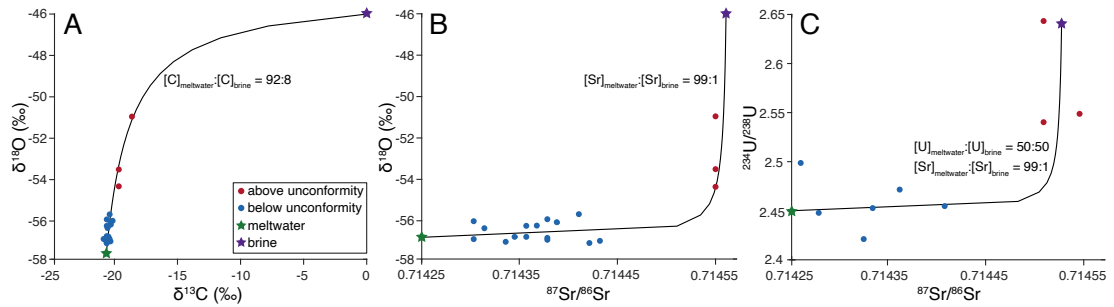 A
δ¹⁸O (‰)
-46
-48
-50
-52
-54
-56
-58
[C]meltwater:[C]brine = 92:8
above unconformity
below unconformity
meltwater
brine
-25 -20 -15 -10 -5 0
δ¹³C (‰)
B
δ¹⁸O (‰)
-46
-48
-50
-52
-54
-56
-58
[Sr]meltwater:[Sr]brine = 99:1
0.71425 0.71435 0.71445 0.71455
⁸⁷Sr/⁸⁶Sr
C
²³⁴U/²³⁸U
2.65
2.6
2.55
2.5
2.45
2.4
[U]meltwater:[U]brine = 50:50
[Sr]meltwater:[Sr]brine = 99:1
0.71425 0.71435 0.71445 0.71455
⁸⁷Sr/⁸⁶Sr